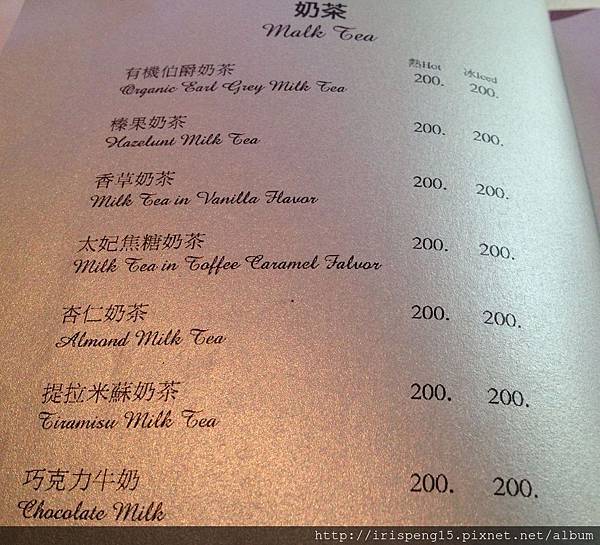 奶茶
Malk Tea
熱Hot 冰Iced
有機伯爵奶茶
Organic Earl Grey Milk Tea 200. 200.
榛果奶茶
Hazelunt Milk Tea 200. 200.
香草奶茶
Milk Tea in Vanilla Flavor 200. 200.
太妃焦糖奶茶
Milk Tea in Toffee Caramel Falvor 200. 200.
杏仁奶茶
Almond Milk Tea 200. 200.
提拉米蘇奶茶
Tiramisu Milk Tea 200. 200.
巧克力牛奶
Chocolate Milk 200. 200.
http://irispeng15.pixnet.net/album